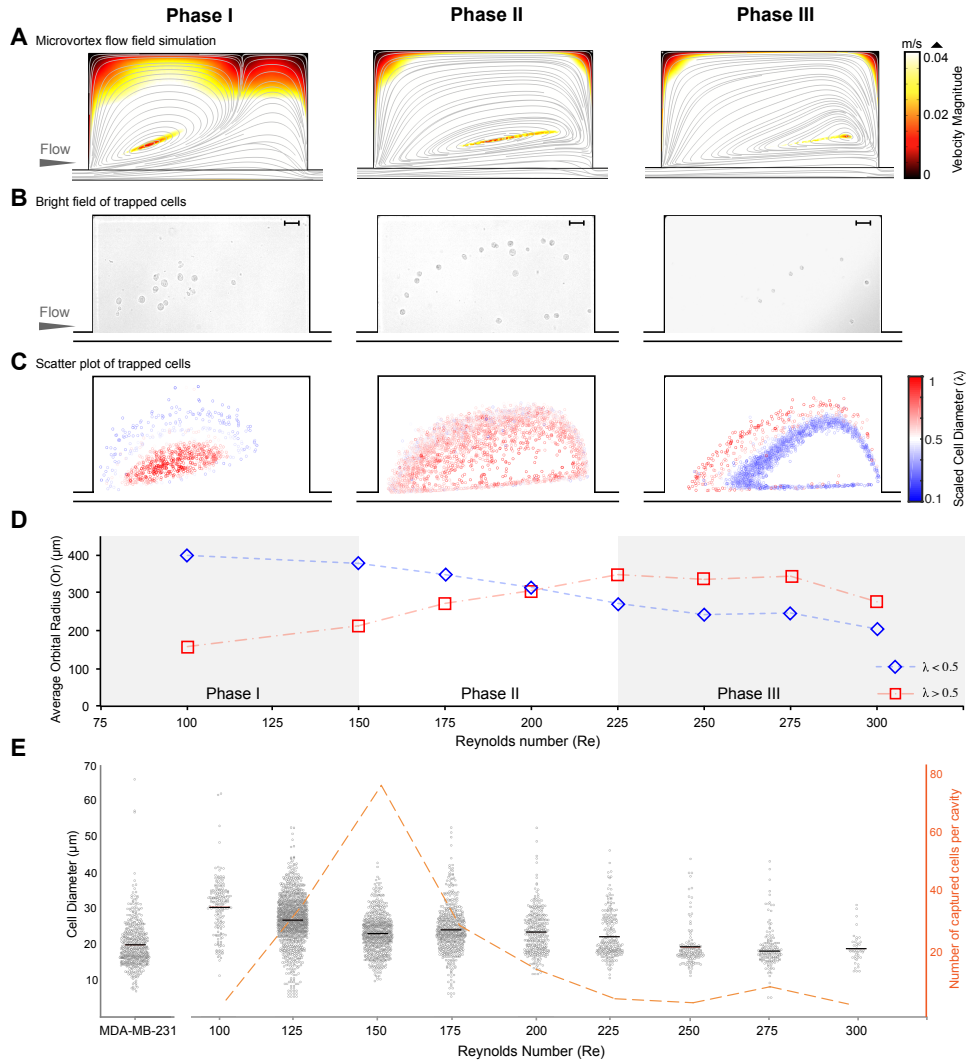 Phase I Phase II Phase III
A Microvortex flow field simulation
m/s
0.04
0.02
0
Velocity Magnitude
Flow
B Bright field of trapped cells
Flow
C Scatter plot of trapped cells
1
0.5
0.1
Scaled Cell Diameter (λ)
D
Average Orbital Radius (Or) (μm)
400
300
200
100
0
Phase I Phase II Phase III
λ < 0.5
λ > 0.5
75 100 150 175 200 225 250 275 300
Reynolds number (Re)
E
Cell Diameter (μm)
70
60
50
40
30
20
10
80
60
40
20
Number of captured cells per cavity
MDA-MB-231 100 125 150 175 200 225 250 275 300
Reynolds Number (Re)